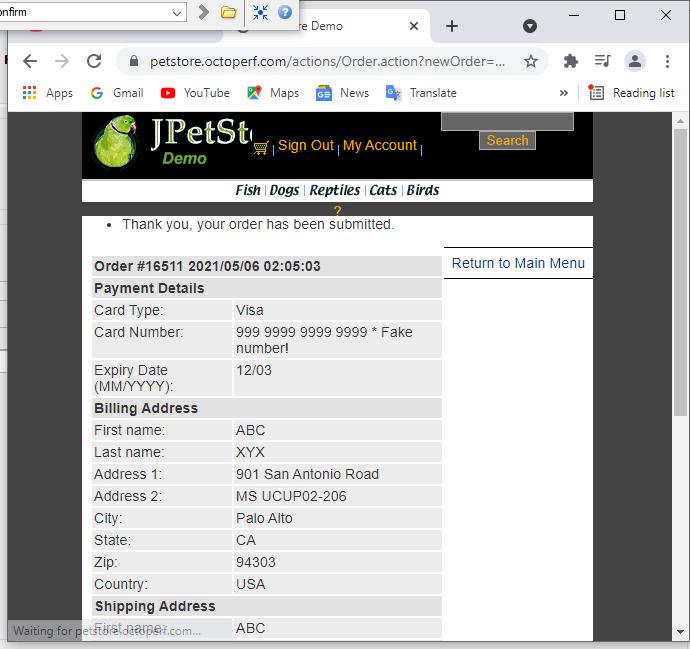 onfirm
re Demo
petstore.octoperf.com/actions/Order.action?newOrder=...
Apps Gmail YouTube Maps News Translate » Reading list
JPetSt
Demo
Sign Out | My Account |
Search
Fish | Dogs | Reptiles | Cats | Birds
?
• Thank you, your order has been submitted.
Return to Main Menu
Order #16511 2021/05/06 02:05:03
Payment Details
Card Type: Visa
Card Number: 999 9999 9999 9999 * Fake
number!
Expiry Date 12/03
(MM/YYYY):
Billing Address
First name: ABC
Last name: XYX
Address 1: 901 San Antonio Road
Address 2: MS UCUP02-206
City: Palo Alto
State: CA
Zip: 94303
Country: USA
Shipping Address
First name: ABC
Waiting for petstore.octoperf.com...